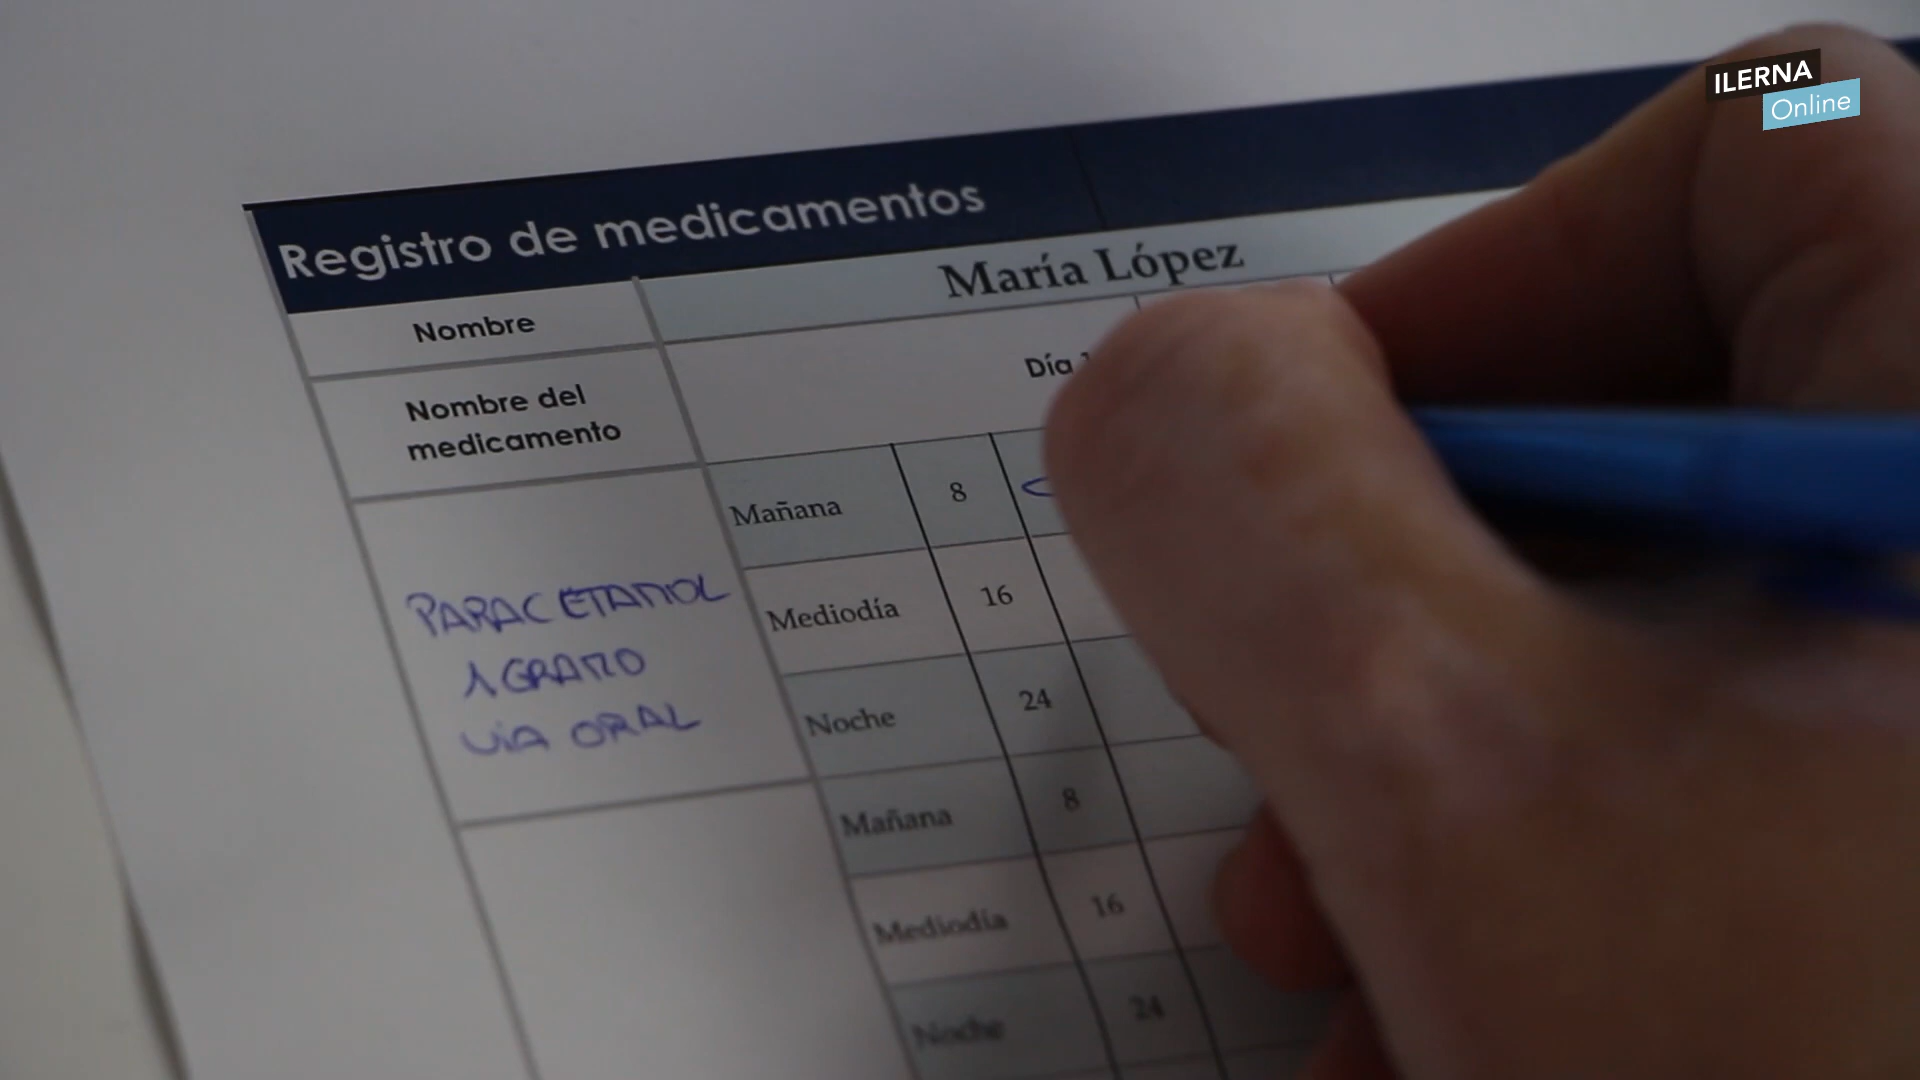 ILERNA
Online
Registro de medicamentos
Nombre
María López
Nombre del
medicamento
Día
Mañana 8
Mediodía 16
Noche 24
PARACETAMOL
1 GRAMO
VÍA ORAL
Mañana 8
Mediodía 16
Noche 24